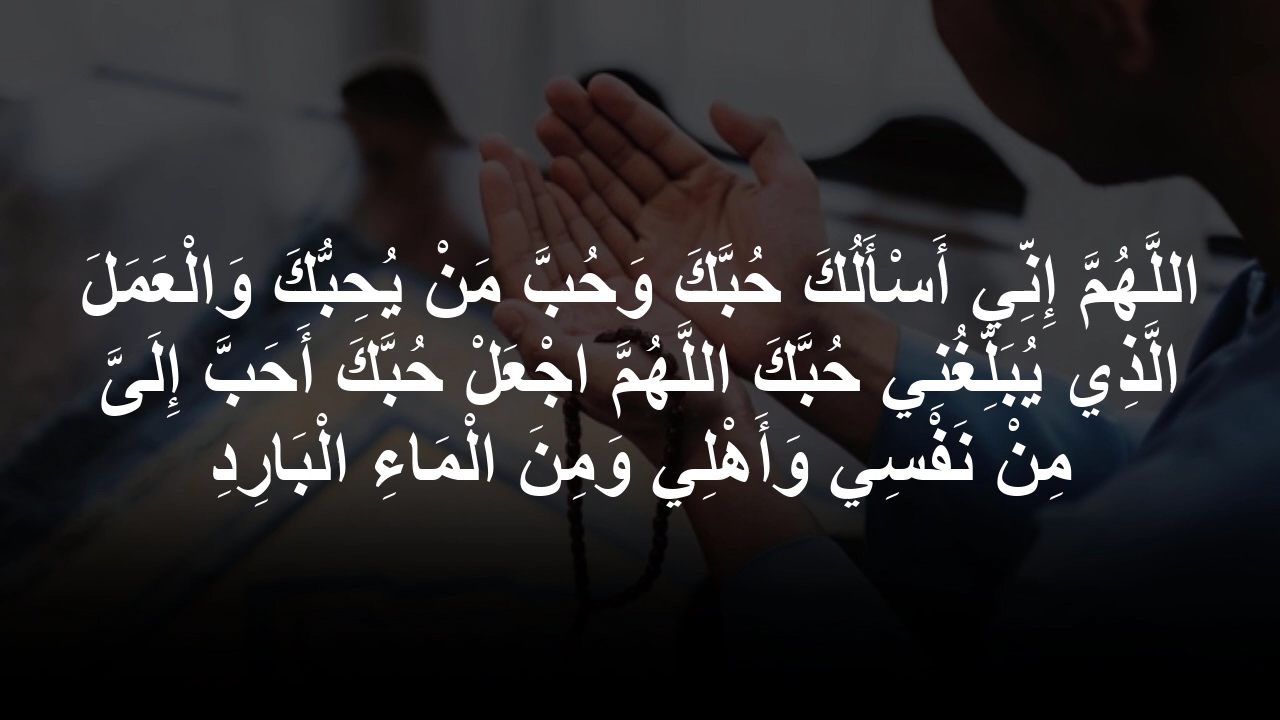 اللَّهُمَّ إِنِّي أَسْأَلُكَ حُبَّكَ وَحُبَّ مَنْ يُحِبُّكَ وَالْعَمَلَ
الَّذِي يُبَلِّغُنِي حُبَّكَ اللَّهُمَّ اجْعَلْ حُبَّكَ أَحَبَّ إِلَىَّ
مِنْ نَفْسِي وَأَهْلِي وَمِنَ الْمَاءِ الْبَارِدِ